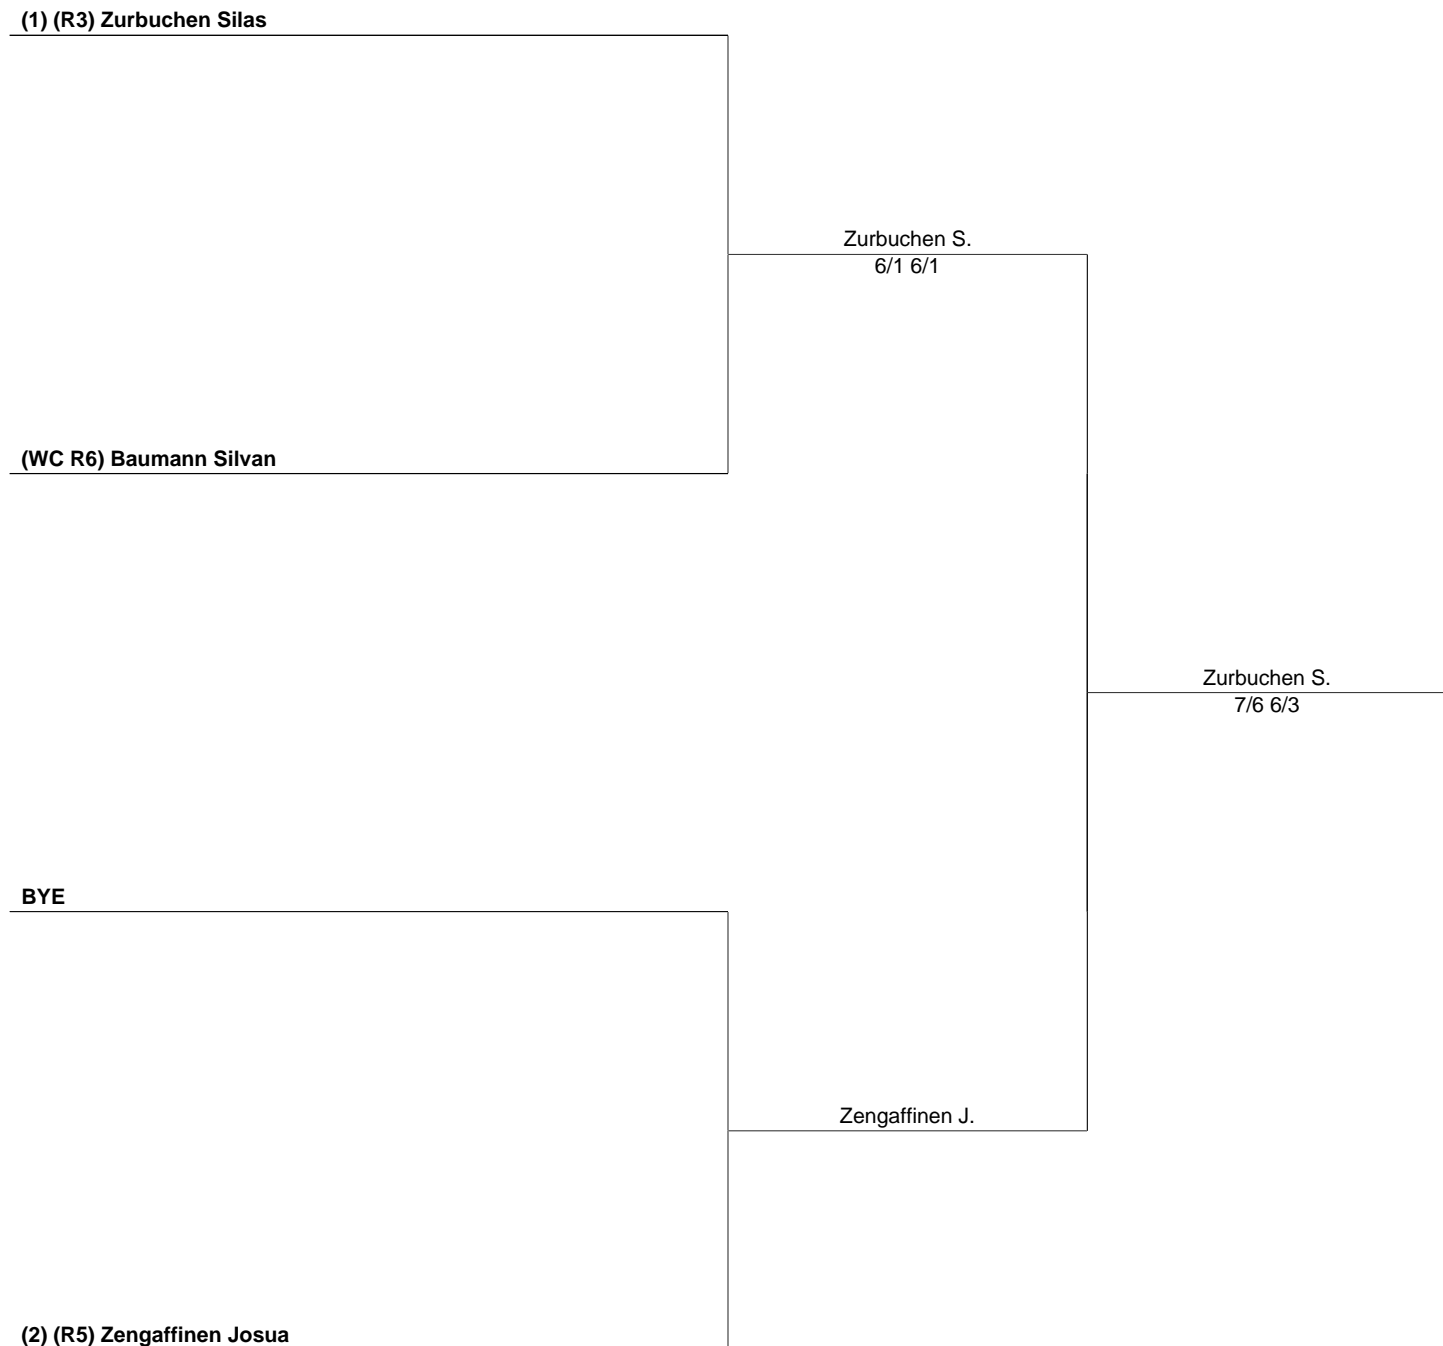 (1) (R3) Zurbuchen Silas
Zurbuchen S.
6/1 6/1
(WC R6) Baumann Silvan
Zurbuchen S.
7/6 6/3
BYE
Zengaffinen J.
(2) (R5) Zengaffinen Josua